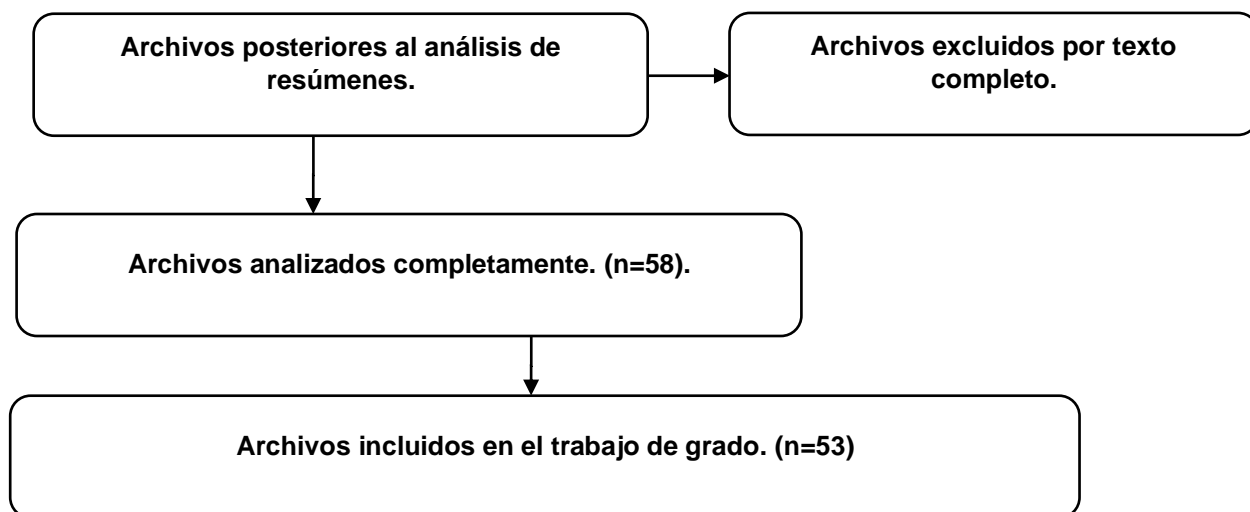 Archivos posteriores al análisis de
resúmenes.
Archivos excluidos por texto
completo.
Archivos analizados completamente. (n=58).
Archivos incluidos en el trabajo de grado. (n=53)